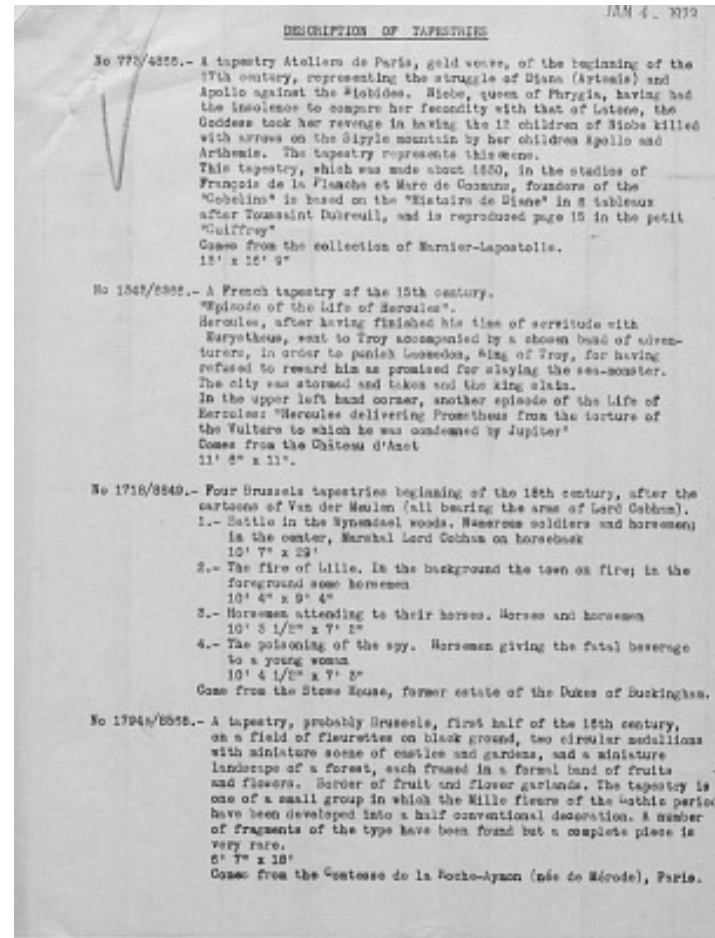 JAN 4 - 1939
DESCRIPTION OF TAPESTRIES
No 773/4866.- A tapestry Ateliers de Paris, gold weave, of the beginning of the
17th century, representing the struggle of Diana (Artemis) and
Apollo against the Niobides. Niobe, queen of Phrygia, having had
the insolence to compare her fecondity with that of Latone, the
Goddess took her revenge in having the 12 children of Niobe killed
with arrows on the Sipyle mountain by her children Apollo and
Arthemis. The tapestry represents this scene.
This tapestry, which was made about 1630, in the studios of
François de la Planche et Marc de Coomans, founders of the
"Gobelins" is based on the "Histoire de Diane" in 8 tableaux
after Toussaint Dubreuil, and is reproduced page 15 in the petit
"Guiffrey"
Comes from the collection of Marnier-Lapostolle.
13' x 16' 9"
No 1343/6366.- A French tapestry of the 15th century.
"Episode of the Life of Hercules".
Hercules, after having finished his time of servitude with
Eurystheus, went to Troy accompanied by a chosen band of adven-
turers, in order to punish Laomedon, King of Troy, for having
refused to reward him as promised for slaying the sea-monster.
The city was stormed and taken and the king slain.
In the upper left hand corner, another episode of the Life of
Hercules: "Hercules delivering Prometheus from the torture of
the Vulture to which he was condemned by Jupiter"
Comes from the Château d'Anet
11' 6" x 11".
No 1718/8849.- Four Brussels tapestries beginning of the 18th century, after the
cartoons of Van der Meulen (all bearing the arms of Lord Cobham).
1.- Battle in the Wynendael woods. Numerous soldiers and horsemen;
in the center, Marshal Lord Cobham on horseback
10' 7" x 29'
2.- The fire of Lille. In the background the town on fire; in the
foreground some horsemen
10' 4" x 9' 4"
3.- Horsemen attending to their horses. Horses and horsemen
10' 3 1/2" x 7' 2"
4.- The poisoning of the spy. Horsemen giving the fatal beverage
to a young woman
10' 4 1/2" x 7' 3"
Come from the Stowe House, former estate of the Dukes of Buckingham.
No 1794/8568.- A tapestry, probably Brussels, first half of the 16th century,
on a field of fleurettes on black ground, two circular medallions
with miniature scene of castles and gardens, and a miniature
landscape of a forest, each framed in a formal band of fruits
and flowers. Border of fruit and flower garlands. The tapestry is
one of a small group in which the Mille fleurs of the Gothic period
have been developed into a half conventional decoration. A number
of fragments of the type have been found but a complete piece is
very rare.
6' 7" x 18'
Comes from the Comtesse de la Roche-Aymon (née de Mérode), Paris.